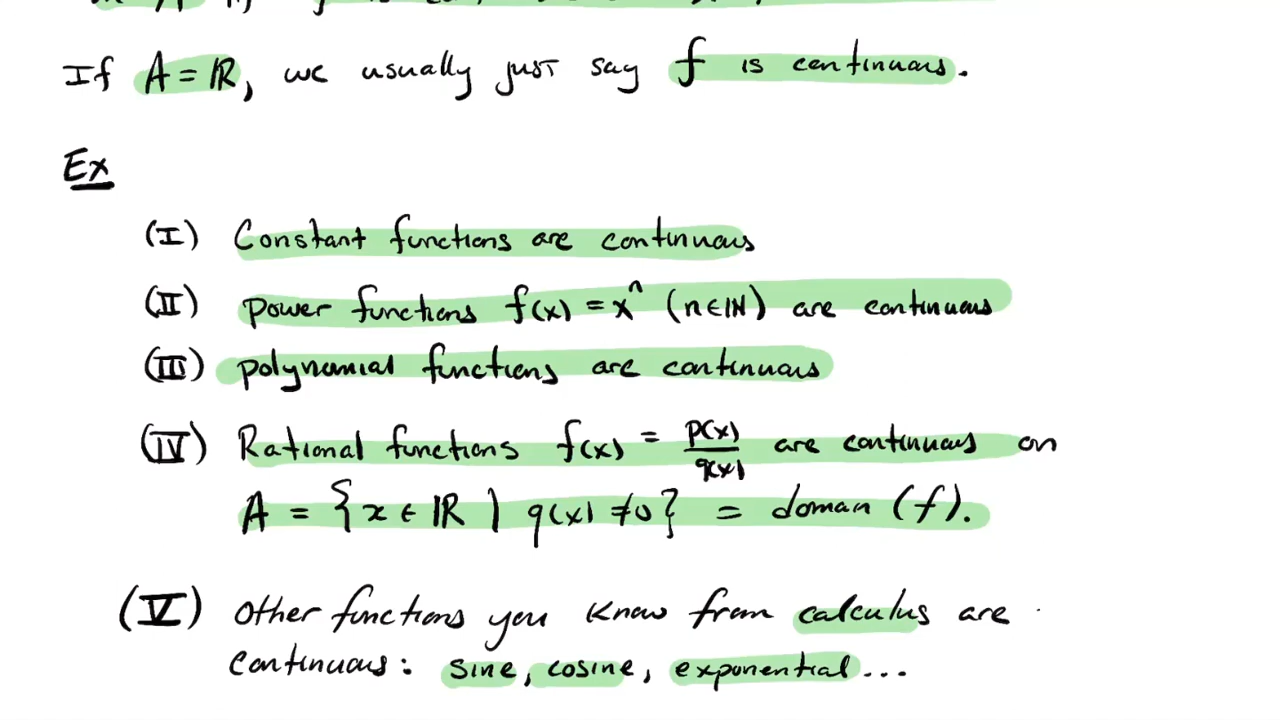 If A = ℝ, we usually just say f is continuous.
Ex
(I) Constant functions are continuous
(II) power functions f(x) = xⁿ (n∈ℕ) are continuous
(III) polynomial functions are continuous
(IV) Rational functions f(x) = p(x)/q(x) are continuous on
A = {x ∈ ℝ | q(x) ≠ 0} = domain (f).
(V) Other functions you know from calculus are
continuous: sine, cosine, exponential...